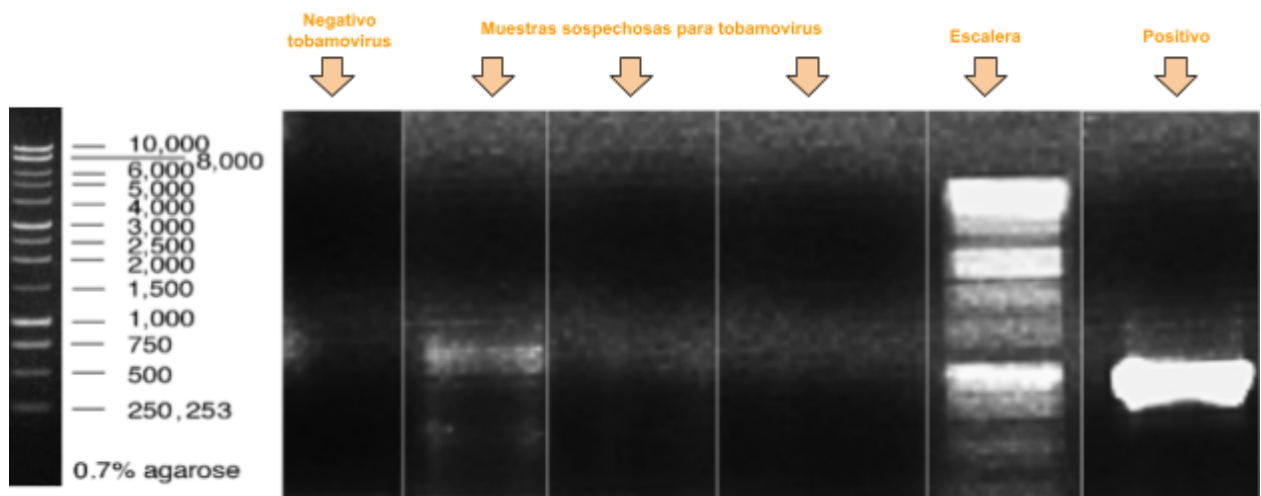 Negativo
tobamovirus
Muestras sospechosas para tobamovirus
Escalera
Positivo
10,000
8,000
6,000
5,000
4,000
3,000
2,500
2,000
1,500
1,000
750
500
250,253
0.7% agarose